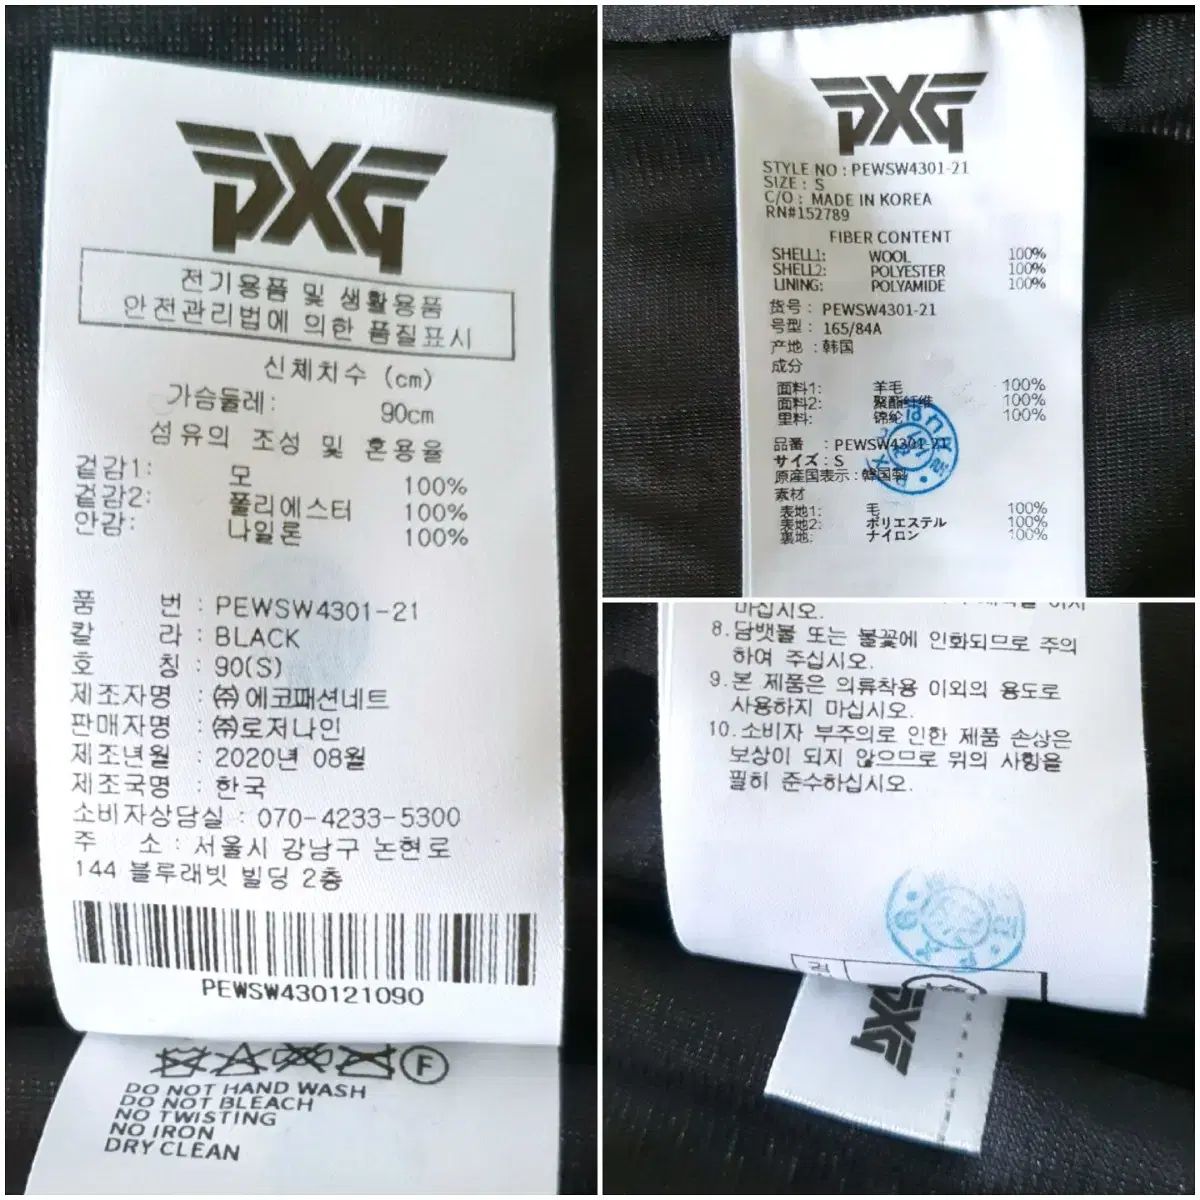 PXG
전기용품 및 생활용품
안전관리법에 의한 품질표시
신체치수 (cm)
가슴둘레: 90cm
섬유의 조성 및 혼용율
겉감1: 모 100%
겉감2: 폴리에스터 100%
안감: 나일론 100%
품 번 : PEWSW4301-21
칼 라 : BLACK
호 칭 : 90(S)
제조자명 : ㈜에코패션네트
판매자명 : ㈜로저나인
제조년월 : 2020년 08월
제조국명 : 한국
소비자상담실 : 070-4233-5300
주 소 : 서울시 강남구 논현로
144 블루래빗 빌딩 2층
PEWSW430121090
F
DO NOT HAND WASH
DO NOT BLEACH
NO TWISTING
NO IRON
DRY CLEAN
PXG
STYLE NO : PEWSW4301-21
SIZE : S
C/O : MADE IN KOREA
RN#152789
FIBER CONTENT
SHELL1: WOOL 100%
SHELL2: POLYESTER 100%
LINING: POLYAMIDE 100%
货号 : PEWSW4301-21
号型 : 165/84A
产地 : 韩国
成分
面料1: 羊毛 100%
面料2: 聚酯纤维 100%
里料: 锦纶 100%
品番 : PEWSW4301-21
サイズ : S
原産国表示 : 韓国製
素材
表地1: 毛 100%
表地2: ポリエステル 100%
裏地: ナイロン 100%
마십시오.
8.담뱃불 또는 불꽃에 인화되므로 주의
하여 주십시오.
9.본 제품은 의류착용 이외의 용도로
사용하지 마십시오.
10.소비자 부주의로 인한 제품 손상은
보상이 되지 않으므로 위의 사항을
필히 준수하십시오.
PXG